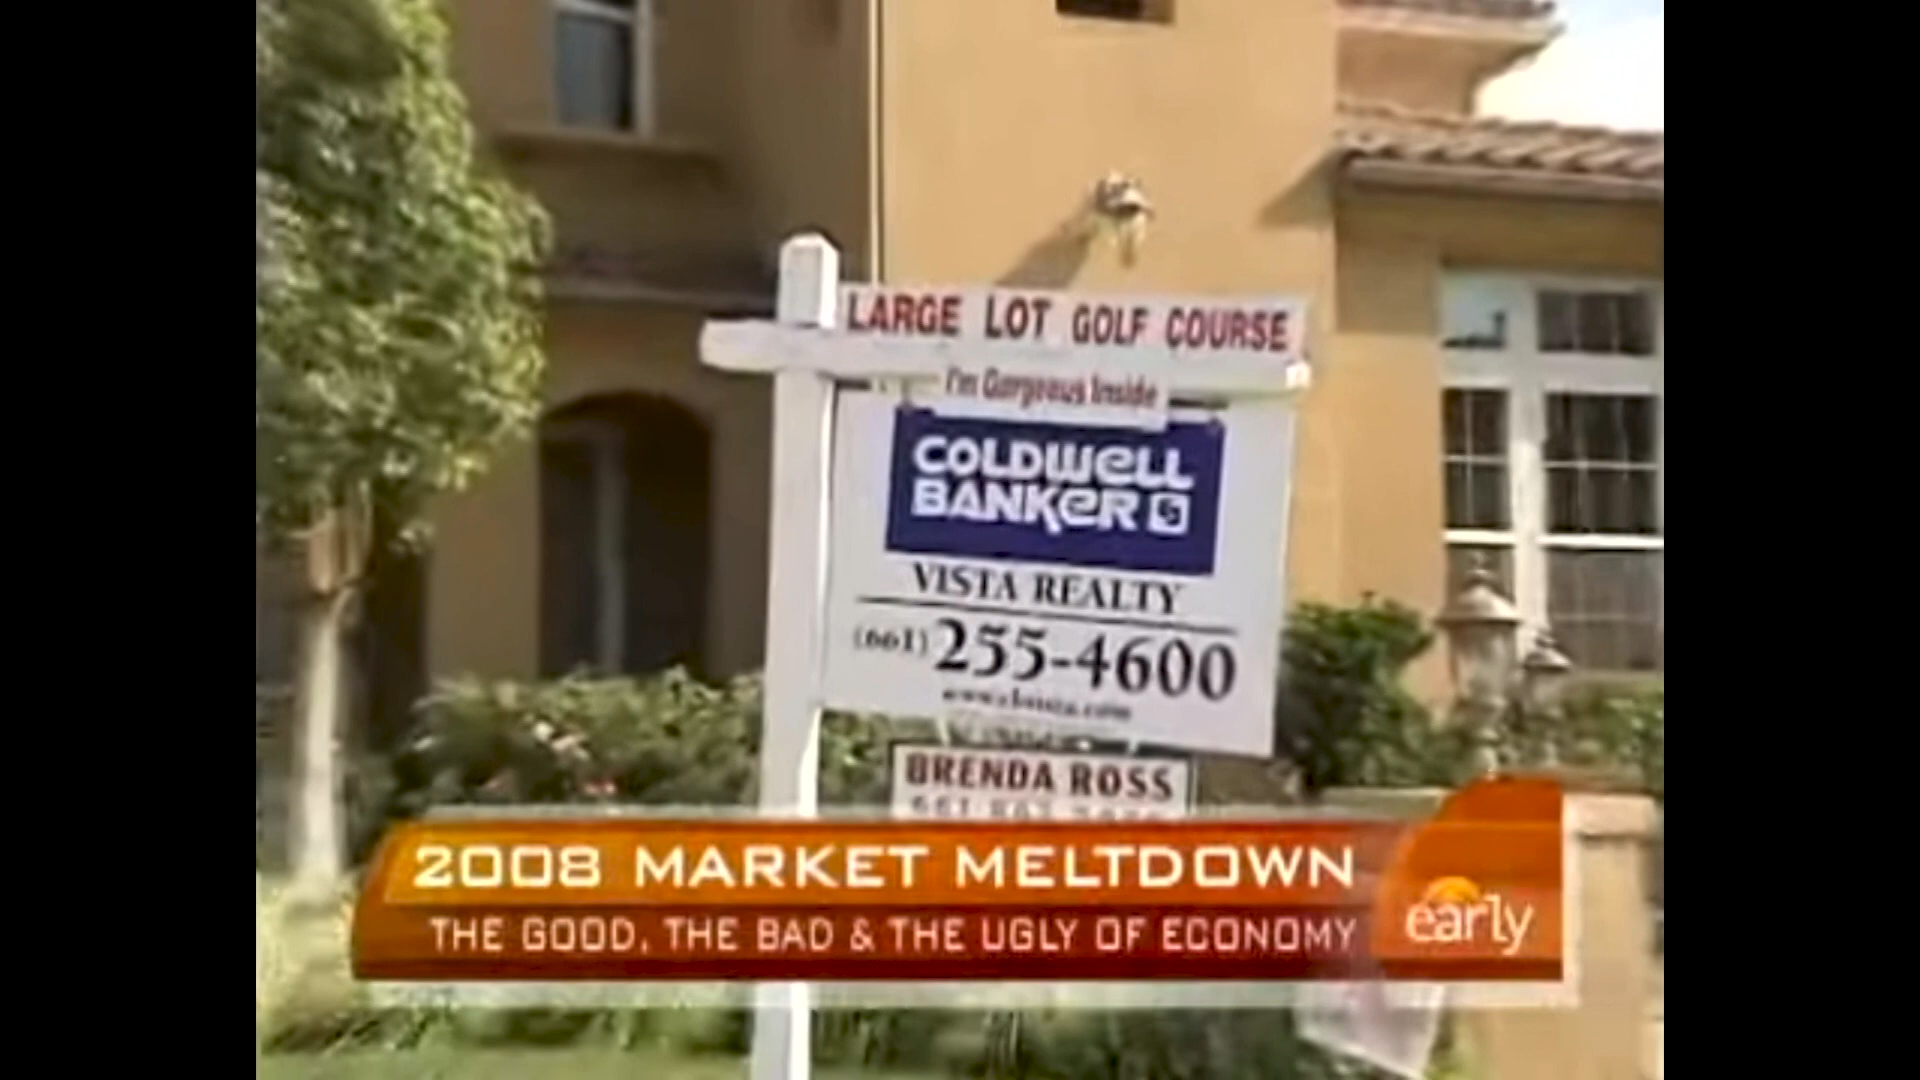 LARGE LOT GOLF COURSE
I'm Gorgeous Inside
COLDWELL
BANKER
VISTA REALTY
(661) 255-4600
BRENDA ROSS
2008 MARKET MELTDOWN
THE GOOD, THE BAD & THE UGLY OF ECONOMY
early